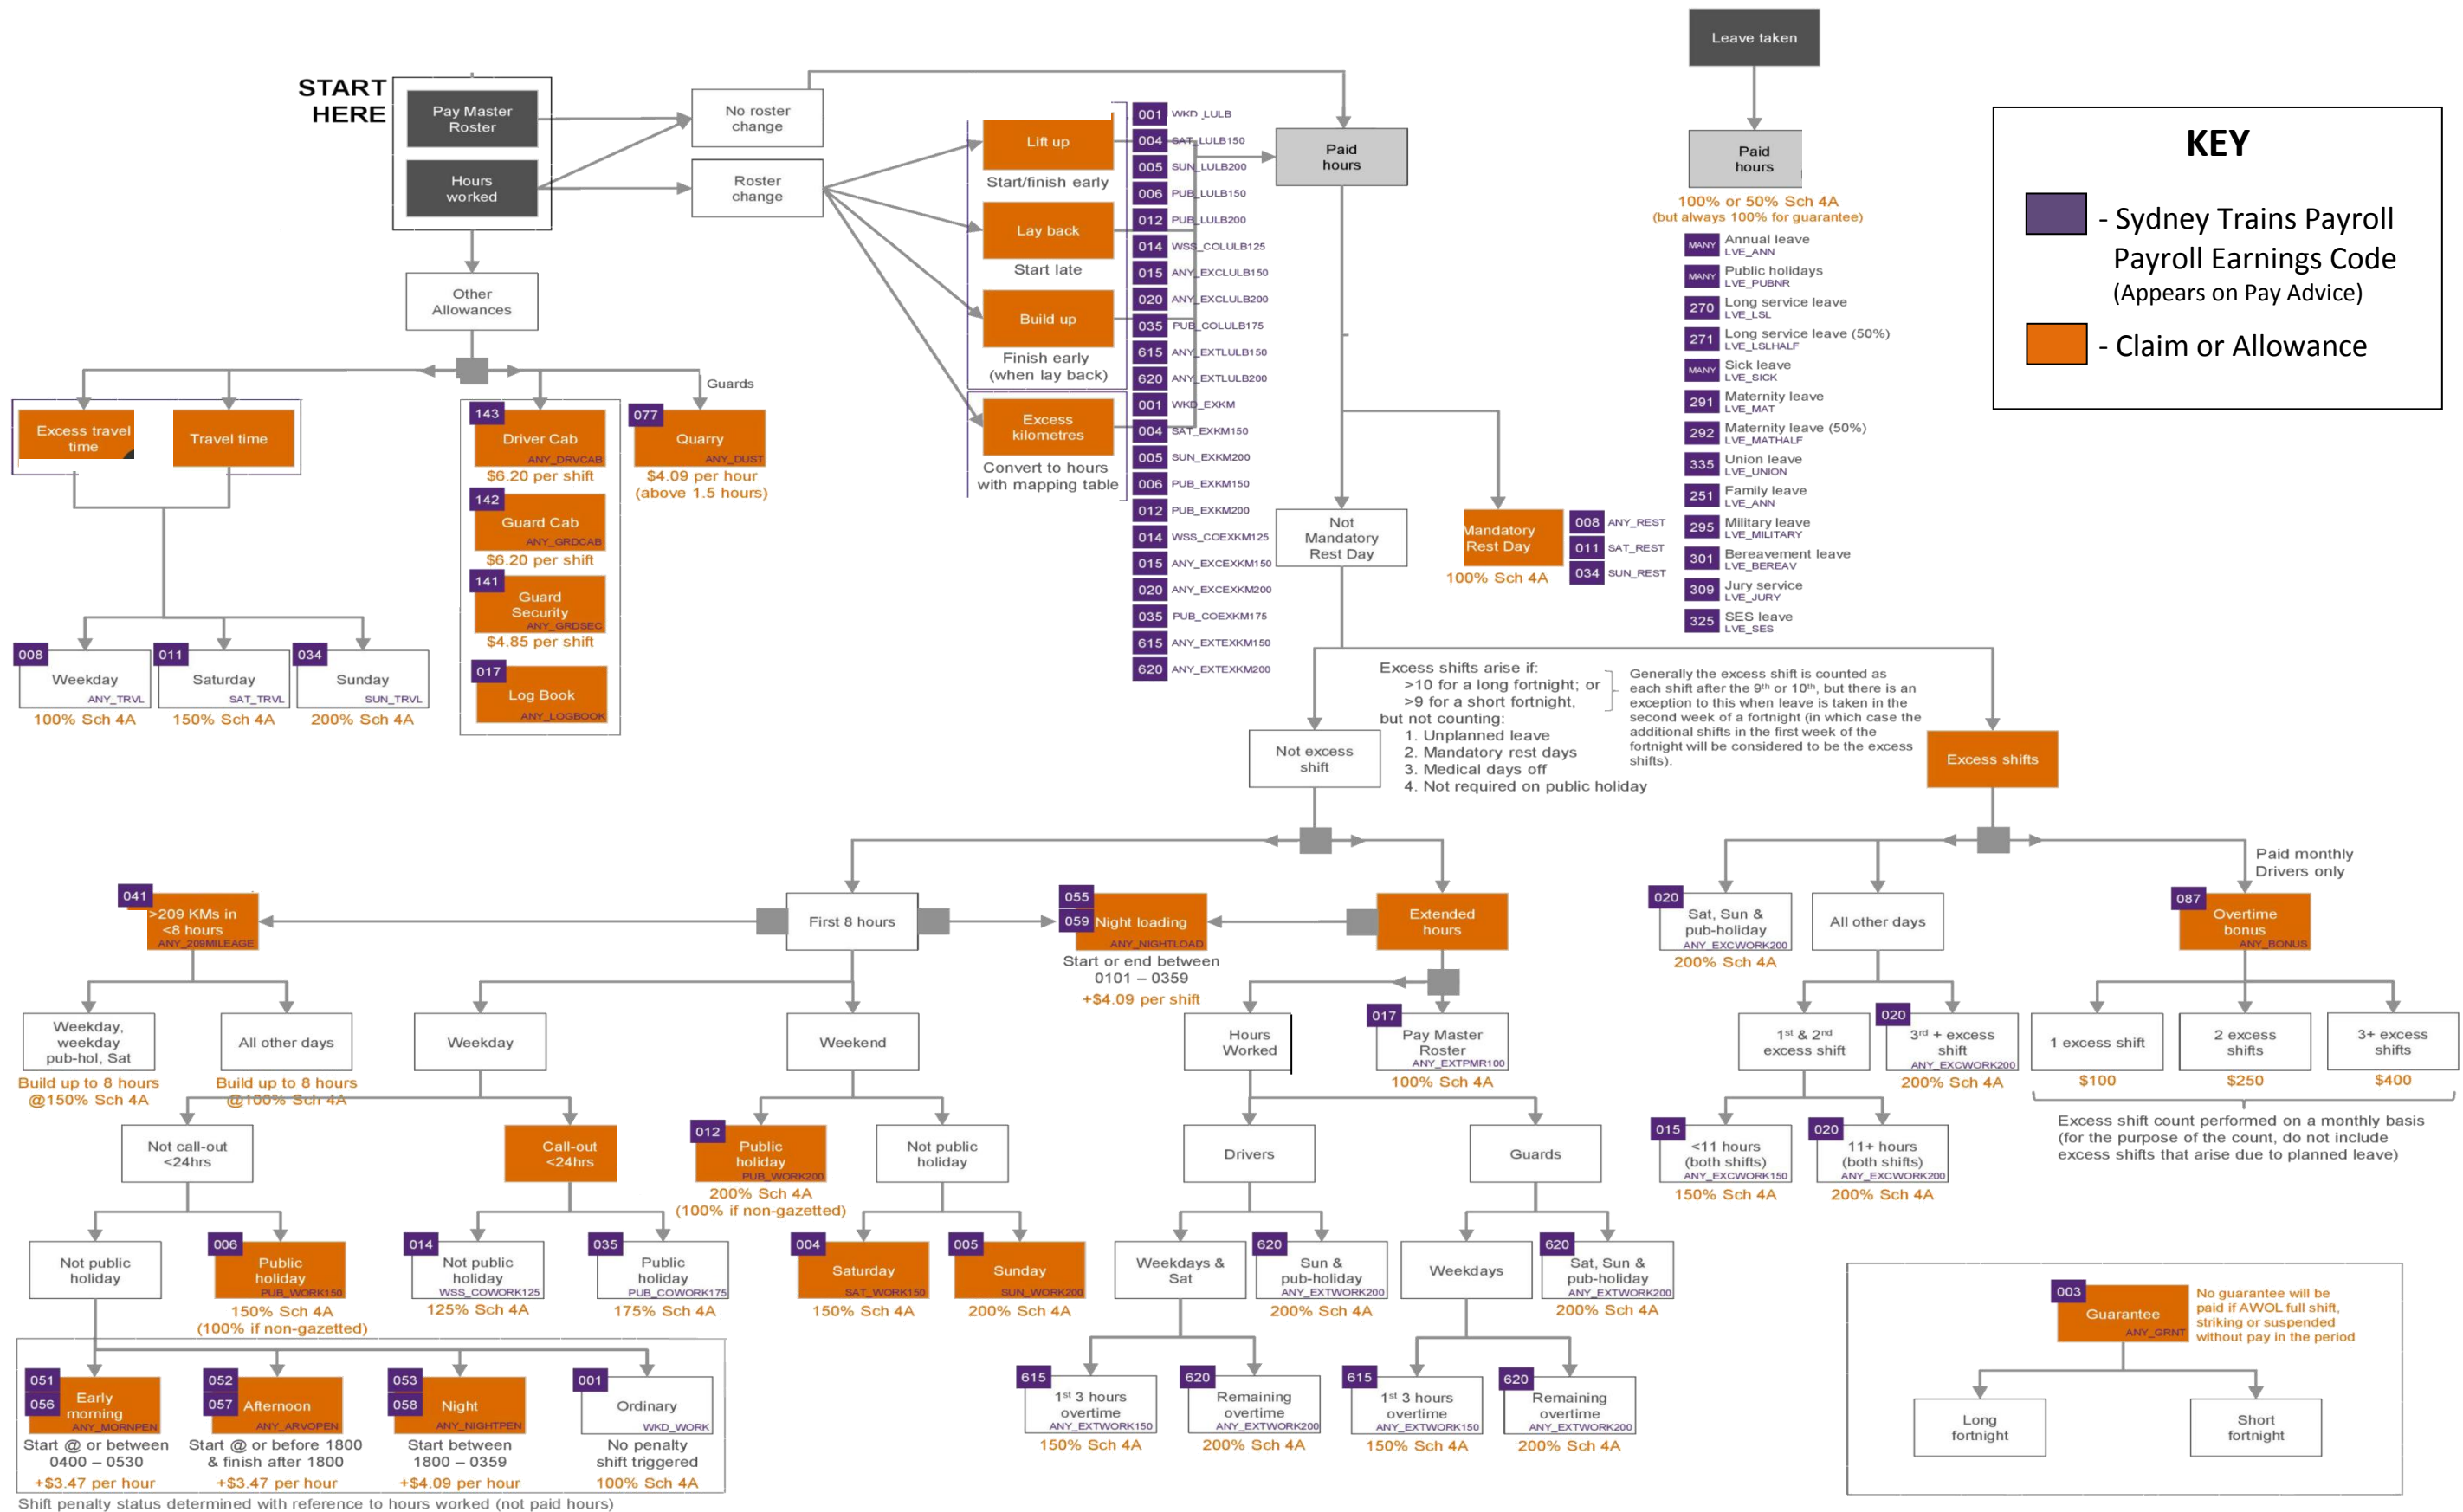 START
HERE
Pay Master
Roster
Hours
worked
No roster
change
Roster
change
Other
Allowances
Lift up
Start/finish early
Lay back
Start late
Build up
Finish early
(when lay back)
Excess
kilometres
Convert to hours
with mapping table
001 WKD_LULB
004 SAT_LULB150
005 SUN_LULB200
006 PUB_LULB150
012 PUB_LULB200
014 WSS_COLULB125
015 ANY_EXCLULB150
020 ANY_EXCLULB200
035 PUB_COLULB175
615 ANY_EXTLULB150
620 ANY_EXTLULB200
001 WKD_EXKM
004 SAT_EXKM150
005 SUN_EXKM200
006 PUB_EXKM150
012 PUB_EXKM200
014 WSS_COEXKM125
015 ANY_EXCEXKM150
020 ANY_EXCEXKM200
035 PUB_COEXKM175
615 ANY_EXTEXKM150
620 ANY_EXTEXKM200
Paid
hours
Leave taken
Paid
hours
100% or 50% Sch 4A
(but always 100% for guarantee)
MANY Annual leave
LVE_ANN
MANY Public holidays
LVE_PUBNR
270 Long service leave
LVE_LSL
271 Long service leave (50%)
LVE_LSLHALF
MANY Sick leave
LVE_SICK
291 Maternity leave
LVE_MAT
292 Maternity leave (50%)
LVE_MATHALF
335 Union leave
LVE_UNION
251 Family leave
LVE_ANN
295 Military leave
LVE_MILITARY
301 Bereavement leave
LVE_BEREAV
309 Jury service
LVE_JURY
325 SES leave
LVE_SES
KEY
- Sydney Trains Payroll
Payroll Earnings Code
(Appears on Pay Advice)
- Claim or Allowance
Excess travel
time
Travel time
008
Weekday
ANY_TRVL
100% Sch 4A
011
Saturday
SAT_TRVL
150% Sch 4A
034
Sunday
SUN_TRVL
200% Sch 4A
143
Driver Cab
ANY_DRVCAB
$6.20 per shift
142
Guard Cab
ANY_GRDCAB
$6.20 per shift
141
Guard
Security
ANY_GRDSEC
$4.85 per shift
017
Log Book
ANY_LOGBOOK
Guards
077
Quarry
ANY_DUST
$4.09 per hour
(above 1.5 hours)
Not
Mandatory
Rest Day
Mandatory
Rest Day
100% Sch 4A
008 ANY_REST
011 SAT_REST
034 SUN_REST
Excess shifts arise if:
>10 for a long fortnight; or
>9 for a short fortnight,
but not counting:
1. Unplanned leave
2. Mandatory rest days
3. Medical days off
4. Not required on public holiday
Generally the excess shift is counted as
each shift after the 9th or 10th, but there is an
exception to this when leave is taken in the
second week of a fortnight (in which case the
additional shifts in the first week of the
fortnight will be considered to be the excess
shifts).
Not excess
shift
Excess shifts
041
>209 KMs in
<8 hours
ANY_209MILEAGE
First 8 hours
055
059
Night loading
ANY_NIGHTLOAD
Start or end between
0101 – 0359
+$4.09 per shift
Extended
hours
020
Sat, Sun &
pub-holiday
ANY_EXCWORK200
200% Sch 4A
All other days
Paid monthly
Drivers only
087
Overtime
bonus
ANY_BONUS
Weekday,
weekday
pub-hol, Sat
Build up to 8 hours
@150% Sch 4A
All other days
Build up to 8 hours
@100% Sch 4A
Weekday
Weekend
Hours
Worked
017
Pay Master
Roster
ANY_EXTPMR100
100% Sch 4A
1st & 2nd
excess shift
020
3rd + excess
shift
ANY_EXCWORK200
200% Sch 4A
1 excess shift
$100
2 excess
shifts
$250
3+ excess
shifts
$400
Excess shift count performed on a monthly basis
(for the purpose of the count, do not include
excess shifts that arise due to planned leave)
Not call-out
<24hrs
Call-out
<24hrs
012
Public
holiday
PUB_WORK200
200% Sch 4A
(100% if non-gazetted)
Not public
holiday
Drivers
Guards
015
<11 hours
(both shifts)
ANY_EXCWORK150
150% Sch 4A
020
11+ hours
(both shifts)
ANY_EXCWORK200
200% Sch 4A
Not public
holiday
006
Public
holiday
PUB_WORK150
150% Sch 4A
(100% if non-gazetted)
014
Not public
holiday
WSS_COWORK125
125% Sch 4A
035
Public
holiday
PUB_COWORK175
175% Sch 4A
004
Saturday
SAT_WORK150
150% Sch 4A
005
Sunday
SUN_WORK200
200% Sch 4A
Weekdays &
Sat
620
Sun &
pub-holiday
ANY_EXTWORK200
200% Sch 4A
Weekdays
620
Sat, Sun &
pub-holiday
ANY_EXTWORK200
200% Sch 4A
051
056
Early
morning
ANY_MORNPEN
Start @ or between
0400 – 0530
+$3.47 per hour
052
057
Afternoon
ANY_ARVOPEN
Start @ or before 1800
& finish after 1800
+$3.47 per hour
053
058
Night
ANY_NIGHTPEN
Start between
1800 – 0359
+$4.09 per hour
001
Ordinary
WKD_WORK
No penalty
shift triggered
100% Sch 4A
Shift penalty status determined with reference to hours worked (not paid hours)
615
1st 3 hours
overtime
ANY_EXTWORK150
150% Sch 4A
620
Remaining
overtime
ANY_EXTWORK200
200% Sch 4A
615
1st 3 hours
overtime
ANY_EXTWORK150
150% Sch 4A
620
Remaining
overtime
ANY_EXTWORK200
200% Sch 4A
003
Guarantee
ANY_GRNT
No guarantee will be
paid if AWOL full shift,
striking or suspended
without pay in the period
Long
fortnight
Short
fortnight